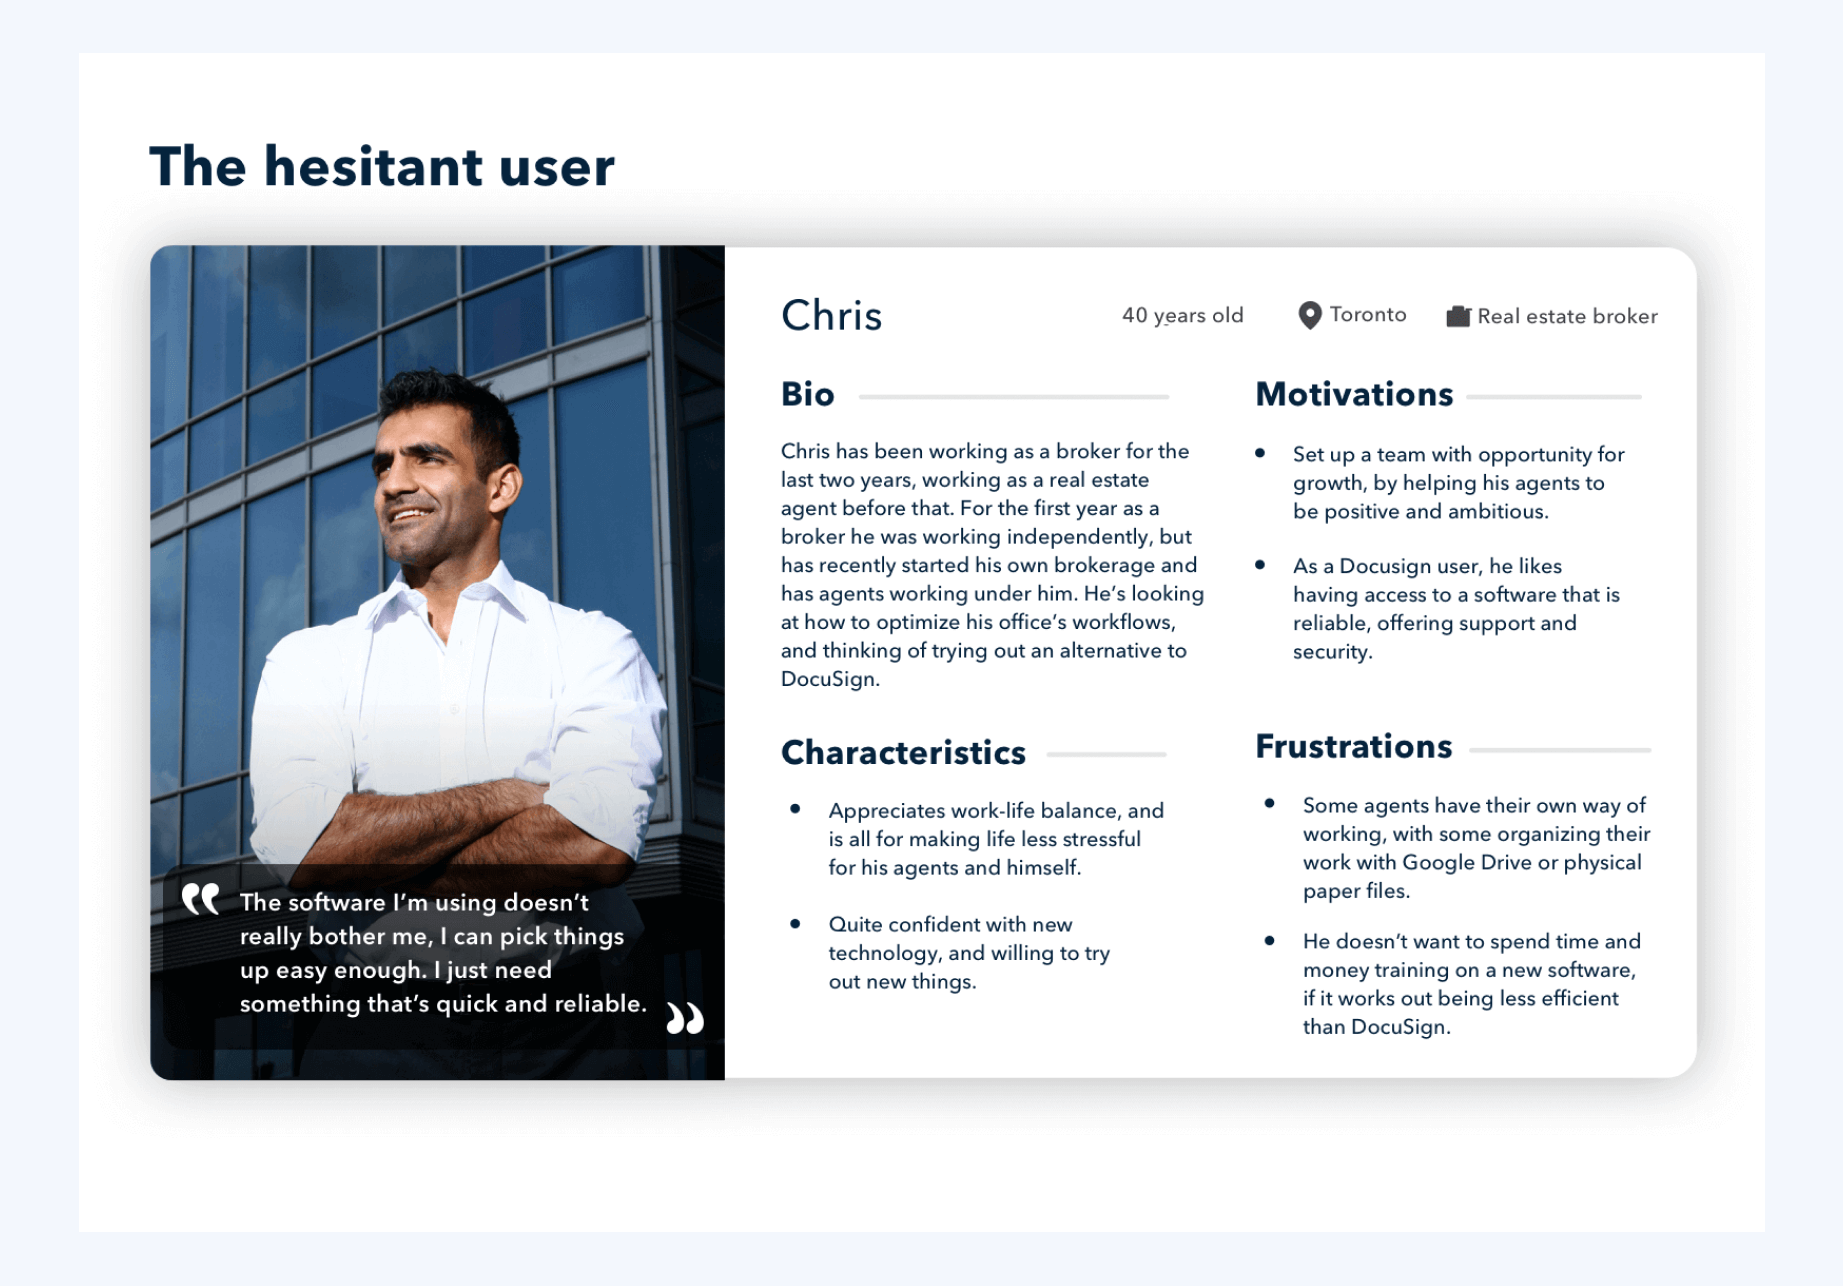 The hesitant user
Chris
40 years old
Toronto
Real estate broker
Bio
Chris has been working as a broker for the
last two years, working as a real estate
agent before that. For the first year as a
broker he was working independently, but
has recently started his own brokerage and
has agents working under him. He's looking
at how to optimize his office's workflows,
and thinking of trying out an alternative to
DocuSign.
Motivations
• Set up a team with opportunity for
growth, by helping his agents to
be positive and ambitious.
• As a Docusign user, he likes
having access to a software that is
reliable, offering support and
security.
Characteristics
• Appreciates work-life balance, and
is all for making life less stressful
for his agents and himself.
• Quite confident with new
technology, and willing to try
out new things.
Frustrations
• Some agents have their own way of
working, with some organizing their
work with Google Drive or physical
paper files.
• He doesn't want to spend time and
money training on a new software,
if it works out being less efficient
than DocuSign.
“ The software I'm using doesn't
really bother me, I can pick things
up easy enough. I just need
something that's quick and reliable. ”